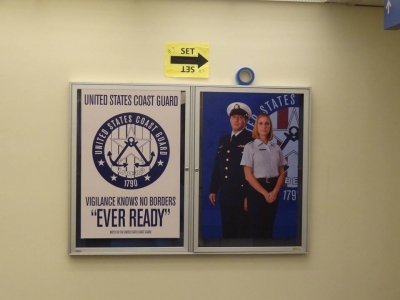 SET
SET
UNITED STATES COAST GUARD
UNITED STATES COAST GUARD
1790
VIGILANCE KNOWS NO BORDERS
"EVER READY"
STATES
179